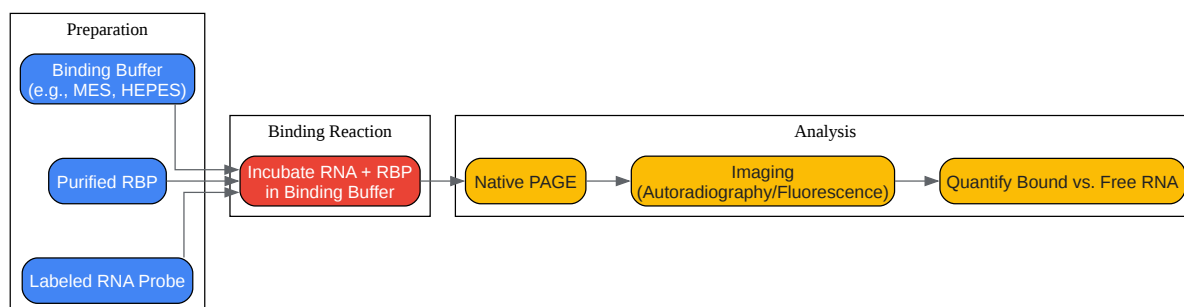 Preparation
Binding Buffer
(e.g., MES, HEPES)
Purified RBP
Labeled RNA Probe
Binding Reaction
Incubate RNA + RBP
in Binding Buffer
Analysis
Native PAGE
Imaging
(Autoradiography/Fluorescence)
Quantify Bound vs. Free RNA